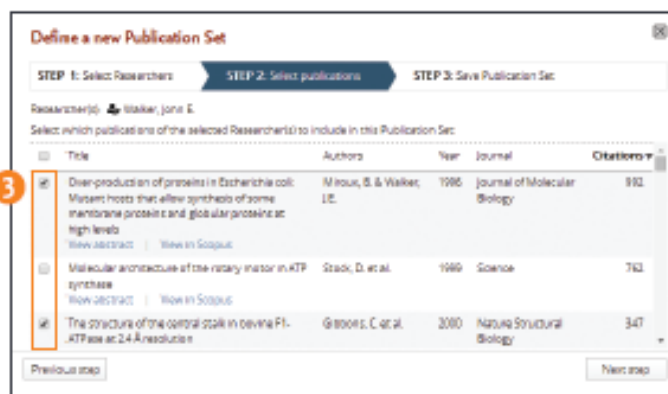 Define a new Publication Set
STEP 1: Select Researchers STEP 2: Select publications STEP 3: Save Publication Set
Researcher(s): Walker, John E.
Select which publications of the selected Researcher(s) to include in this Publication Set:
Title Authors Year Journal Citations
3
Over-production of proteins in Escherichia coli: Miroux, B. & Walker, 1996 Journal of Molecular 992
Mutant hosts that allow synthesis of some J.E. Biology
membrane proteins and globular proteins at
high levels
View abstract | View in Scopus
Molecular architecture of the rotary motor in ATP Stock, D. et al. 1999 Science 762
synthase
View abstract | View in Scopus
The structure of the central stalk in bovine F1- Gibbons, C. et al. 2000 Nature Structural 347
ATPase at 2.4 Å resolution Biology
Previous step Next step